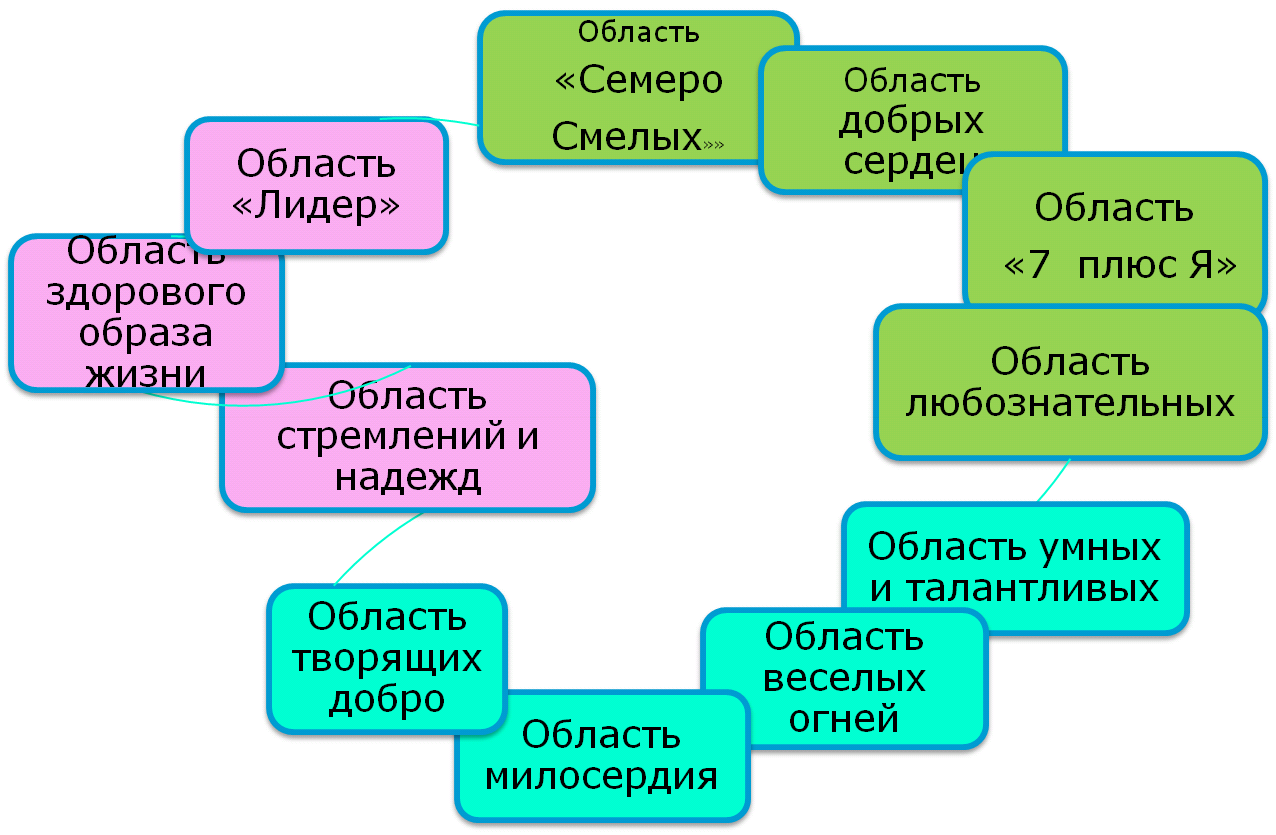 Область
«Семеро
Смелых»»
Область
добрых
сердец
Область
«7 плюс Я»
Область
любознательных
Область умных
и талантливых
Область
веселых
огней
Область
милосердия
Область
творящих
добро
Область
стремлений и
надежд
Область
здорового
образа
жизни
Область
«Лидер»